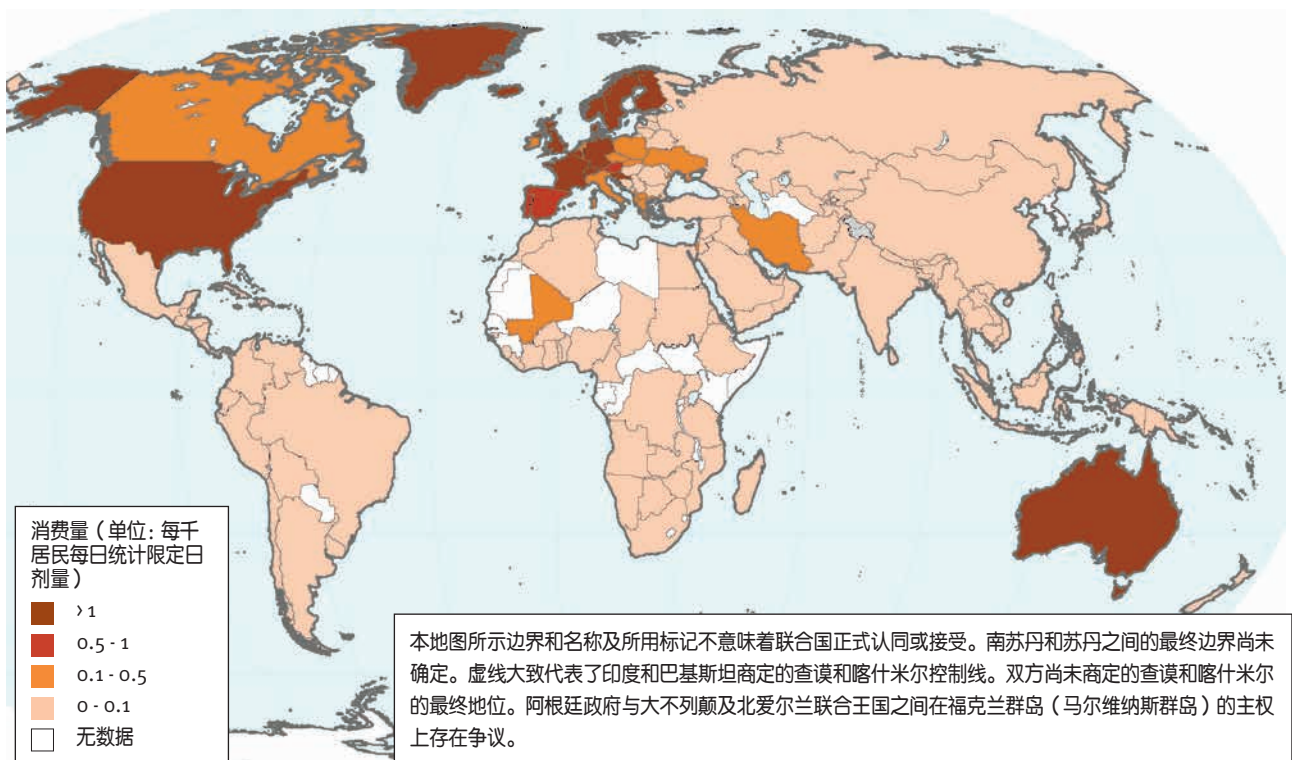 消费量（单位：每千
居民每日统计限定日
剂量）
>1
0.5 - 1
0.1 - 0.5
0 - 0.1
无数据
本地图所示边界和名称及所用标记不意味着联合国正式认同或接受。南苏丹和苏丹之间的最终边界尚未
确定。虚线大致代表了印度和巴基斯坦商定的查谟和喀什米尔控制线。双方尚未商定的查谟和喀什米尔
的最终地位。阿根廷政府与大不列颠及北爱尔兰联合王国之间在福克兰群岛（马尔维纳斯群岛）的主权
上存在争议。